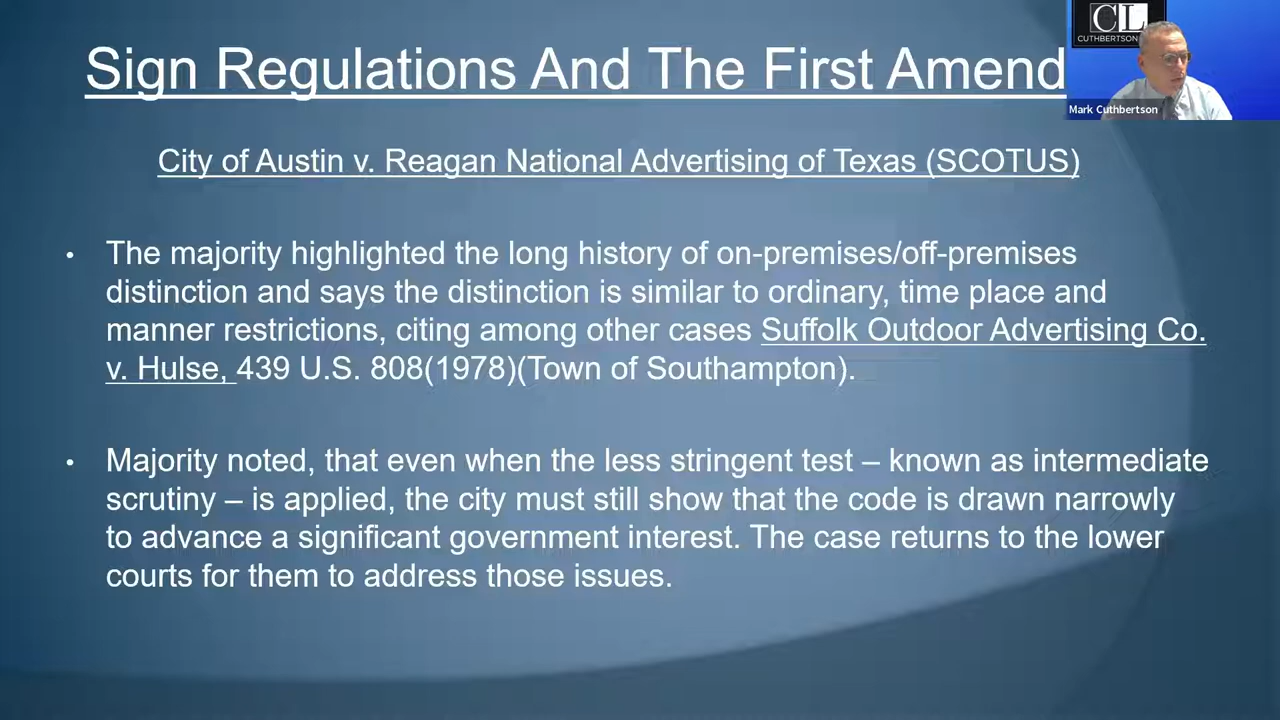 Sign Regulations And The First Amend
CL
CUTHBERTSON
Mark Cuthbertson
City of Austin v. Reagan National Advertising of Texas (SCOTUS)
• The majority highlighted the long history of on-premises/off-premises
distinction and says the distinction is similar to ordinary, time place and
manner restrictions, citing among other cases Suffolk Outdoor Advertising Co.
v. Hulse, 439 U.S. 808(1978)(Town of Southampton).
• Majority noted, that even when the less stringent test – known as intermediate
scrutiny – is applied, the city must still show that the code is drawn narrowly
to advance a significant government interest. The case returns to the lower
courts for them to address those issues.